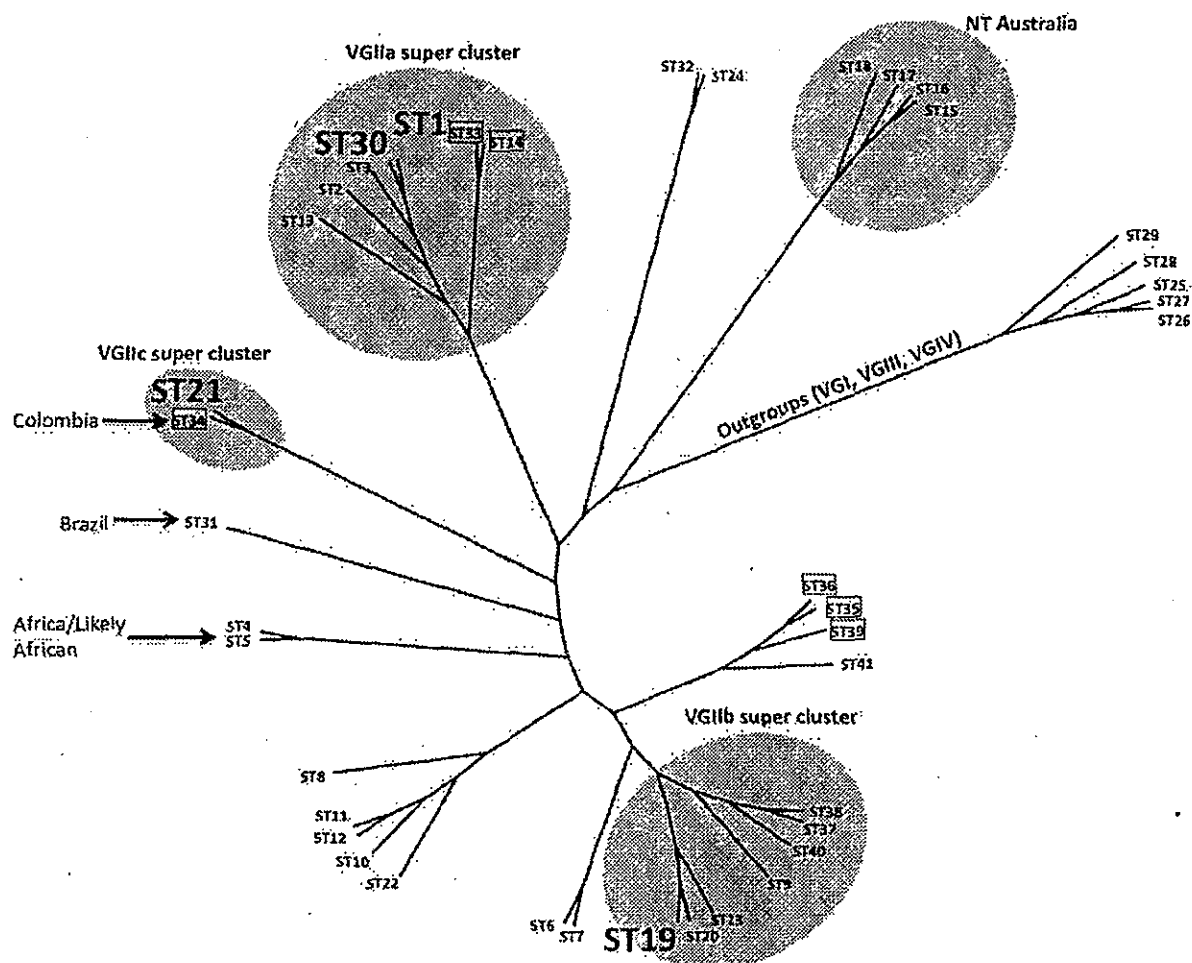 NT Australia
VGIIa super cluster
ST32
ST24
ST18
ST17
ST16
ST15
ST1
ST33
ST14
ST30
ST3
ST2
ST13
ST29
ST28
ST25
ST27
ST26
VGIIc super cluster
ST21
Colombia
ST34
Outgroups (VGI, VGIII, VGIV)
Brazil
ST31
ST36
ST35
ST39
ST41
Africa/Likely
African
ST4
ST5
VGIIb super cluster
ST8
ST11
ST12
ST10
ST22
ST38
ST37
ST40
ST9
ST6
ST7
ST19
ST20
ST23